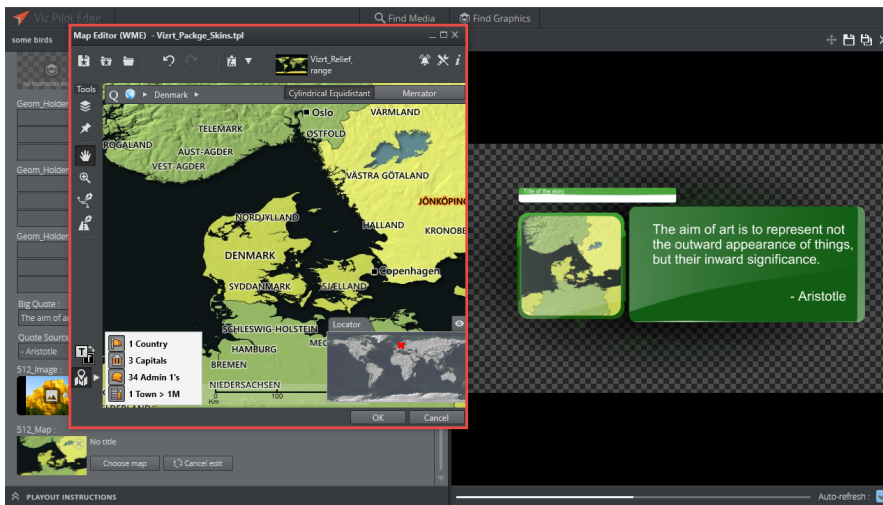 Viz Pilot Edge
Find Media
Find Graphics
some birds
Map Editor (WME) - Vizrt_Packge_Skins.tpl
Vizrt_Relief_
range
Tools
Q
Denmark
Cylindrical Equidistant
Mercator
Geom_Holder
Geom_Holder
Geom_Holder
Big Quote :
The aim of a
Quote Source
- Aristotle
512_Image :
512_Map :
No title
Choose map
Cancel edit
PLAYOUT INSTRUCTIONS
Oslo
VÄRMLAND
TELEMARK
ØSTFOLD
ROGALAND
AUST-AGDER
VEST-AGDER
VÄSTRA GÖTALAND
JÖNKÖPING
NORDJYLLAND
HALLAND
KRONOBE
DENMARK
Copenhagen
SYDDANMARK
SJÆLLAND
SCHLESWIG-HOLSTEIN
Locator
HAMBURG
MEC
BREMEN
NIEDERSACHSEN
0
100
Km
1 Country
3 Capitals
34 Admin 1's
1 Town > 1M
OK
Cancel
Title of the story
The aim of art is to represent not
the outward appearance of things,
but their inward significance.
- Aristotle
Auto-refresh :